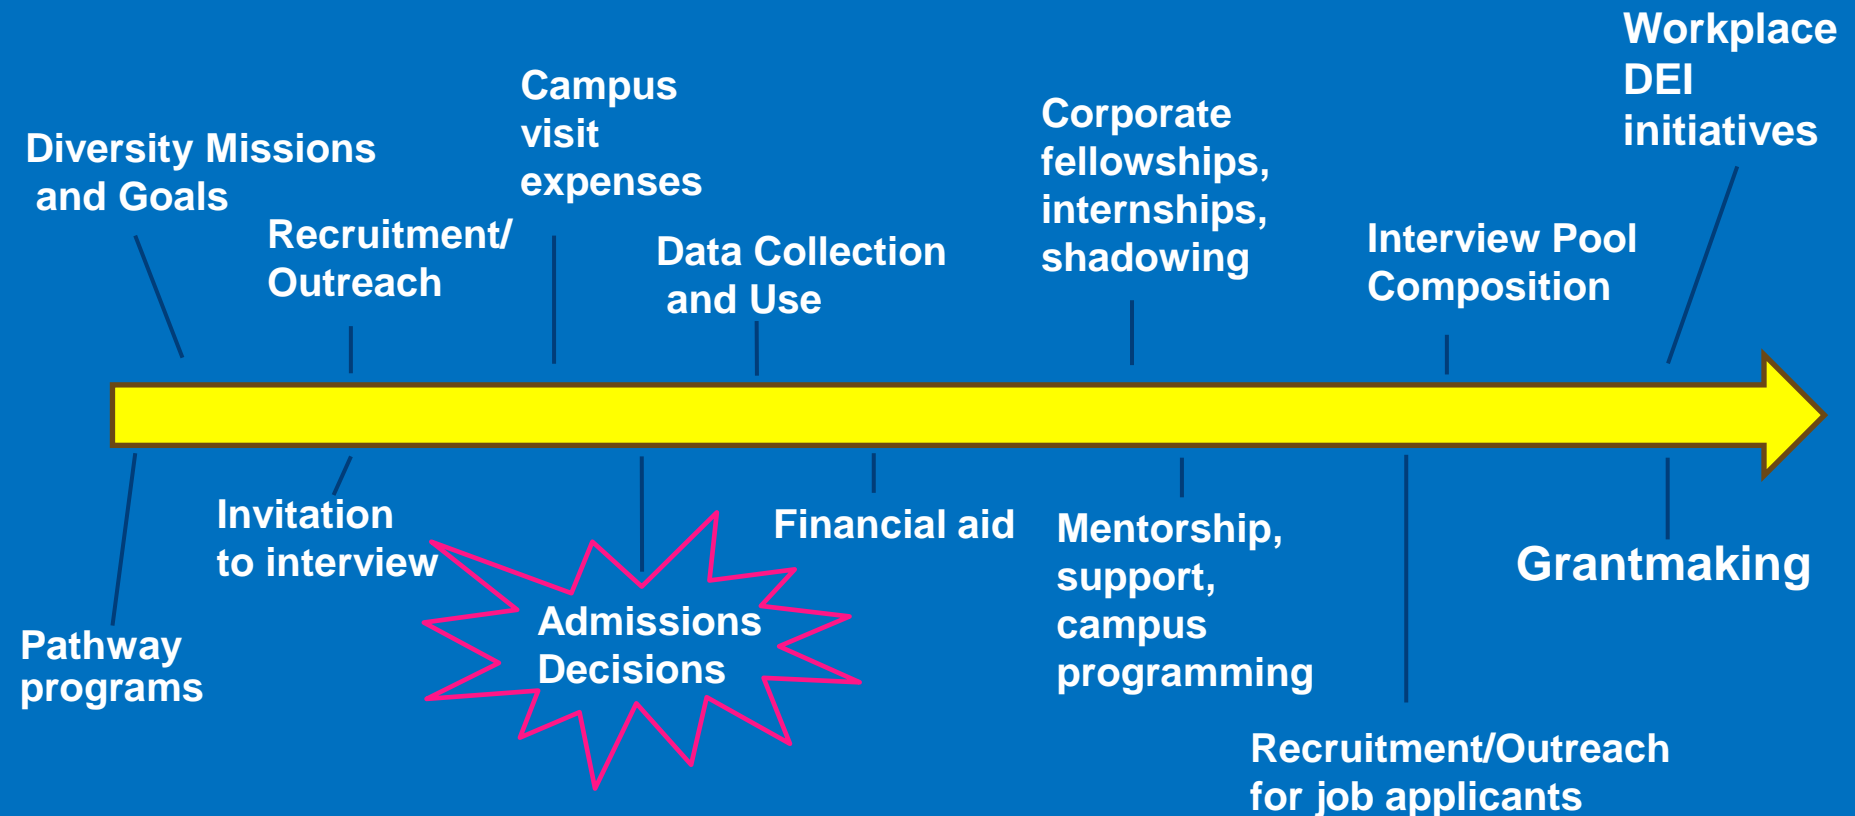 Diversity Missions
and Goals
Recruitment/
Outreach
Campus
visit
expenses
Data Collection
and Use
Corporate
fellowships,
internships,
shadowing
Interview Pool
Composition
Workplace
DEI
initiatives
Pathway
programs
Invitation
to interview
Admissions
Decisions
Financial aid
Mentorship,
support,
campus
programming
Recruitment/Outreach
for job applicants
Grantmaking